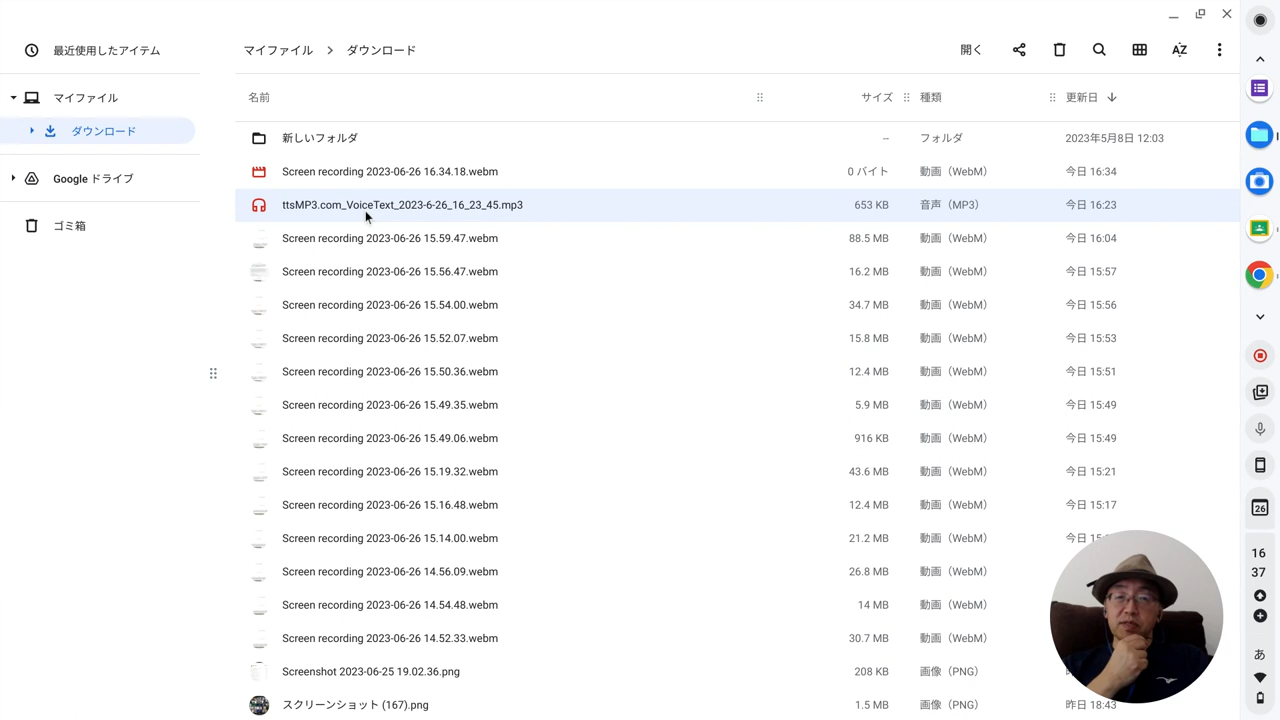 最近使用したアイテム
マイファイル
ダウンロード
Google ドライブ
ゴミ箱
マイファイル > ダウンロード
開く
名前 サイズ 種類 更新日
新しいフォルダ -- フォルダ 2023年5月8日 12:03
Screen recording 2023-06-26 16.34.18.webm 0 バイト 動画（WebM） 今日 16:34
ttsMP3.com_VoiceText_2023-6-26_16_23_45.mp3 653 KB 音声（MP3） 今日 16:23
Screen recording 2023-06-26 15.59.47.webm 88.5 MB 動画（WebM） 今日 16:04
Screen recording 2023-06-26 15.56.47.webm 動画（WebM） 今日 15:57
Screen recording 2023-06-26 15.54.00.webm 34.7 MB 動画（WebM） 今日 15:56
Screen recording 2023-06-26 15.52.07.webm 15.8 MB 動画（WebM） 今日 15:53
Screen recording 2023-06-26 15.50.36.webm 12.4 MB 動画（WebM） 今日 15:51
Screen recording 2023-06-26 15.49.35.webm 5.9 MB 動画（WebM） 今日 15:49
Screen recording 2023-06-26 15.49.06.webm 動画（WebM） 今日 15:49
Screen recording 2023-06-26 15.19.32.webm 43.6 MB 動画（WebM） 今日 15:21
Screen recording 2023-06-26 15.16.48.webm 12.4 MB 動画（WebM） 今日 15:17
Screen recording 2023-06-26 15.14.00.webm 21.2 MB 動画（WebM） 今日
Screen recording 2023-06-26 14.56.09.webm 26.8 MB 動画（WebM）
Screen recording 2023-06-26 14.54.48.webm 14 MB 動画（WebM）
Screen recording 2023-06-26 14.52.33.webm 30.7 MB 動画（WebM）
Screenshot 2023-06-25 19.02.36.png 208 KB 画像（PNG）
スクリーンショット (167).png 1.5 MB 画像（PNG） 昨日 18:43
26
16
37
あ